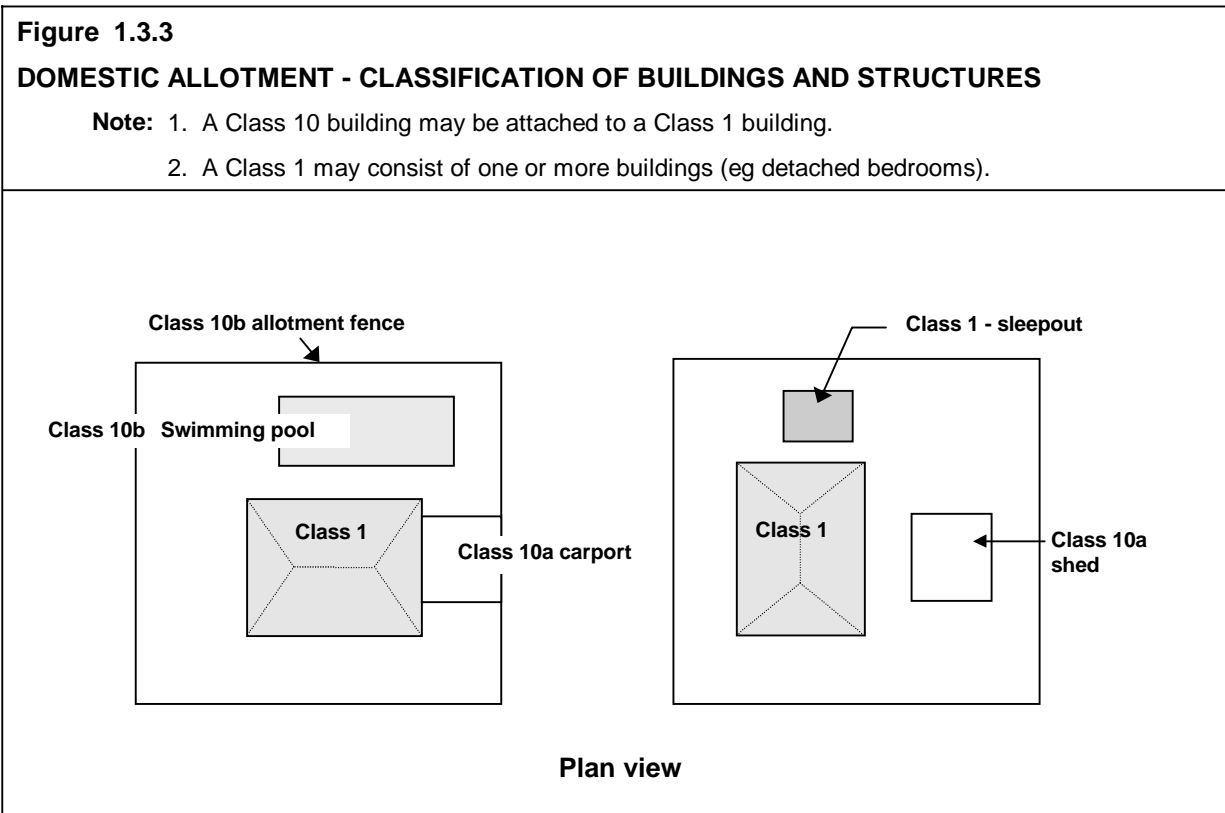 Figure 1.3.3
DOMESTIC ALLOTMENT - CLASSIFICATION OF BUILDINGS AND STRUCTURES
Note: 1. A Class 10 building may be attached to a Class 1 building.
2. A Class 1 may consist of one or more buildings (eg detached bedrooms).
Class 10b allotment fence
Class 10b Swimming pool
Class 1
Class 10a carport
Class 1 - sleepout
Class 1
Class 10a
shed
Plan view